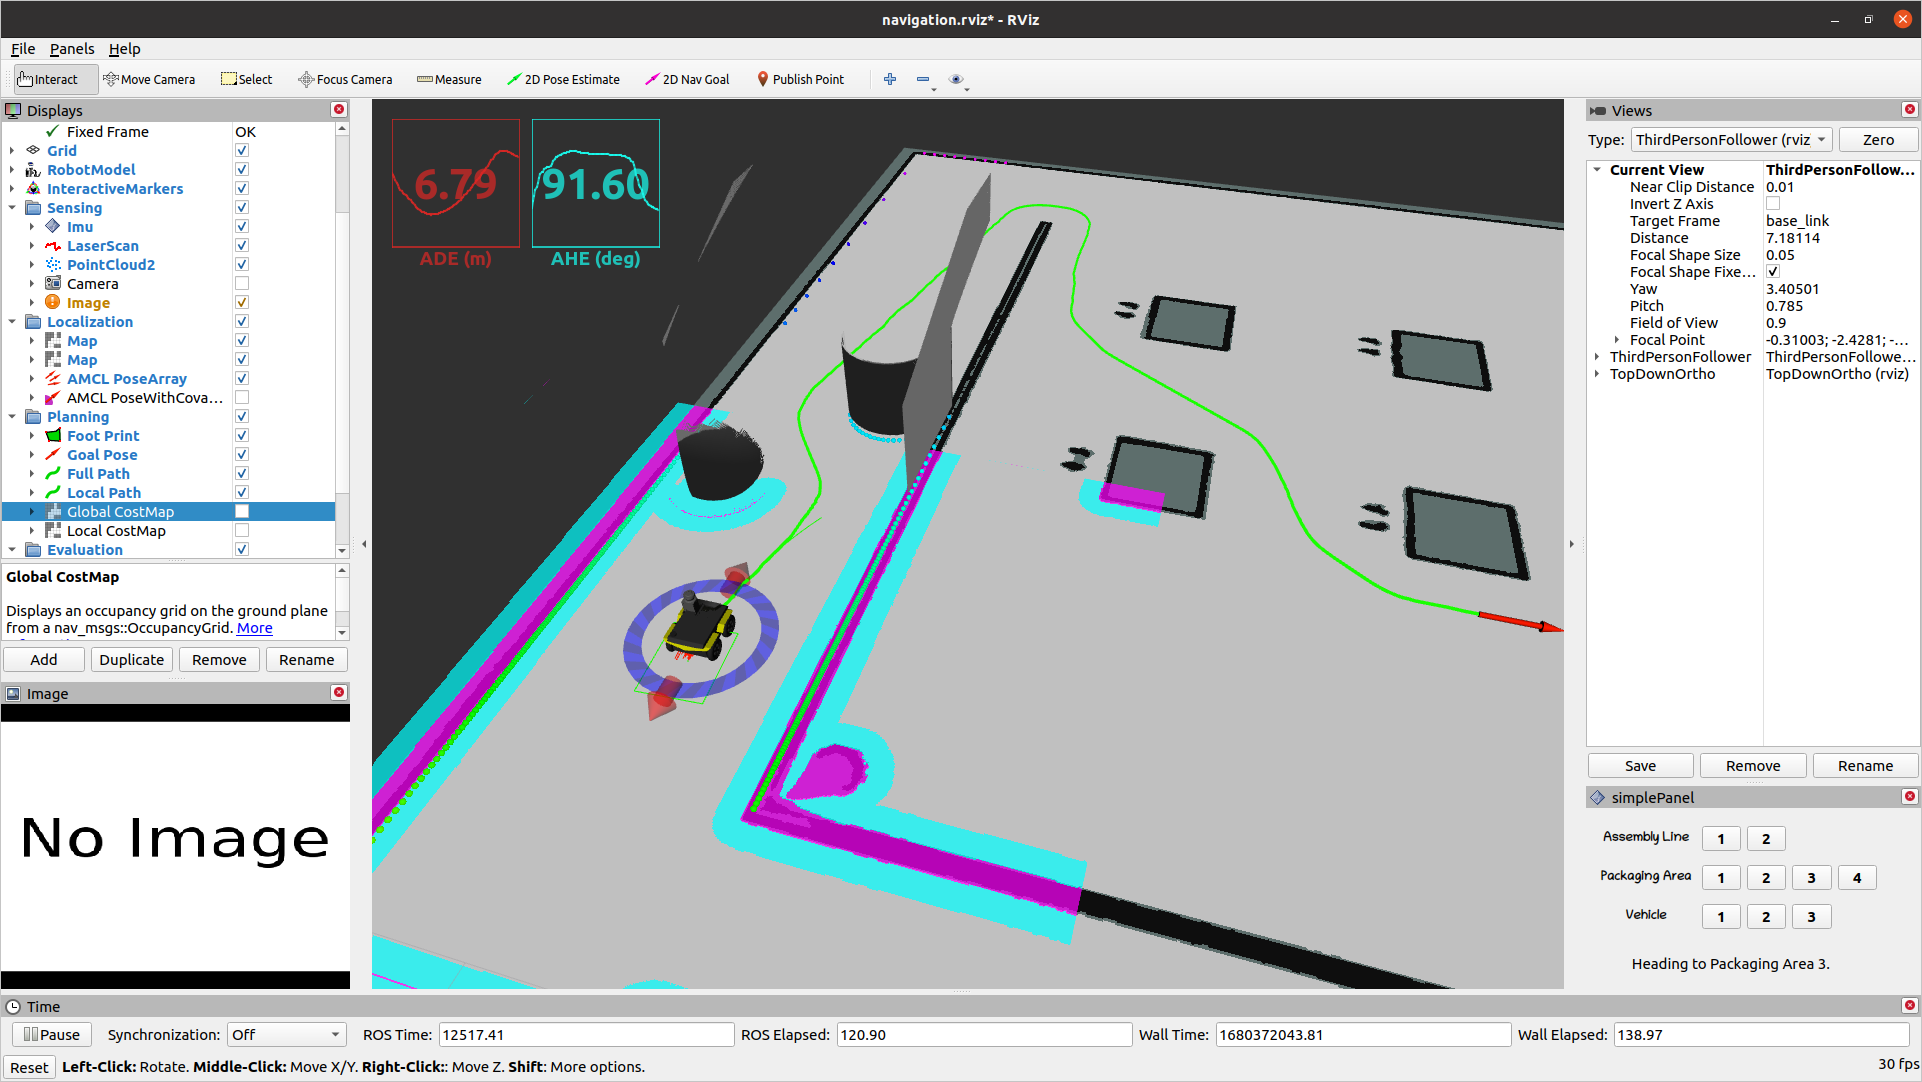 navigation.rviz* - RViz
File Panels Help
Interact Move Camera Select Focus Camera Measure 2D Pose Estimate 2D Nav Goal Publish Point
Displays
Fixed Frame OK
Grid
RobotModel
InteractiveMarkers
Sensing
Imu
LaserScan
PointCloud2
Camera
Image
Localization
Map
Map
AMCL PoseArray
AMCL PoseWithCova...
Planning
Foot Print
Goal Pose
Full Path
Local Path
Global CostMap
Local CostMap
Evaluation
Global CostMap
Displays an occupancy grid on the ground plane
from a nav_msgs::OccupancyGrid. More
Add Duplicate Remove Rename
Image
No Image
6.79 91.60
ADE (m) AHE (deg)
Views
Type: ThirdPersonFollower (rviz Zero
Current View ThirdPersonFollow...
Near Clip Distance 0.01
Invert Z Axis
Target Frame base_link
Distance 7.18114
Focal Shape Size 0.05
Focal Shape Fixe...
Yaw 3.40501
Pitch 0.785
Field of View 0.9
Focal Point -0.31003; -2.4281; -...
ThirdPersonFollower ThirdPersonFollowe...
TopDownOrtho TopDownOrtho (rviz)
Save Remove Rename
simplePanel
Assembly Line 1 2
Packaging Area 1 2 3 4
Vehicle 1 2 3
Heading to Packaging Area 3.
Time
Pause Synchronization: Off ROS Time: 12517.41 ROS Elapsed: 120.90 Wall Time: 1680372043.81 Wall Elapsed: 138.97
Reset Left-Click: Rotate. Middle-Click: Move X/Y. Right-Click:: Move Z. Shift: More options. 30 fps